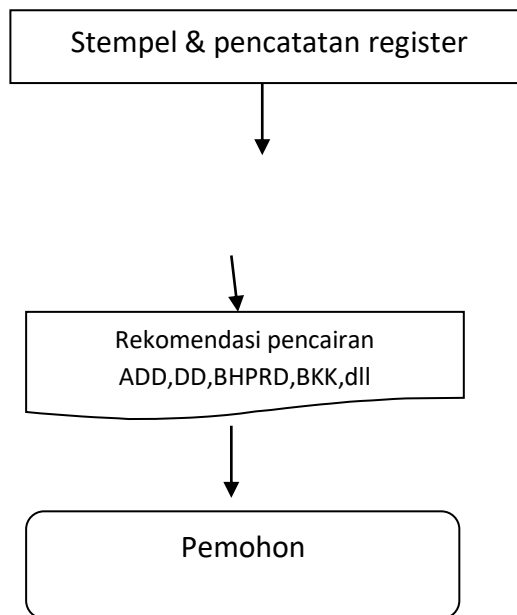 Stempel & pencatatan register
Rekomendasi pencairan
ADD,DD,BHPRD,BKK,dll
Pemohon